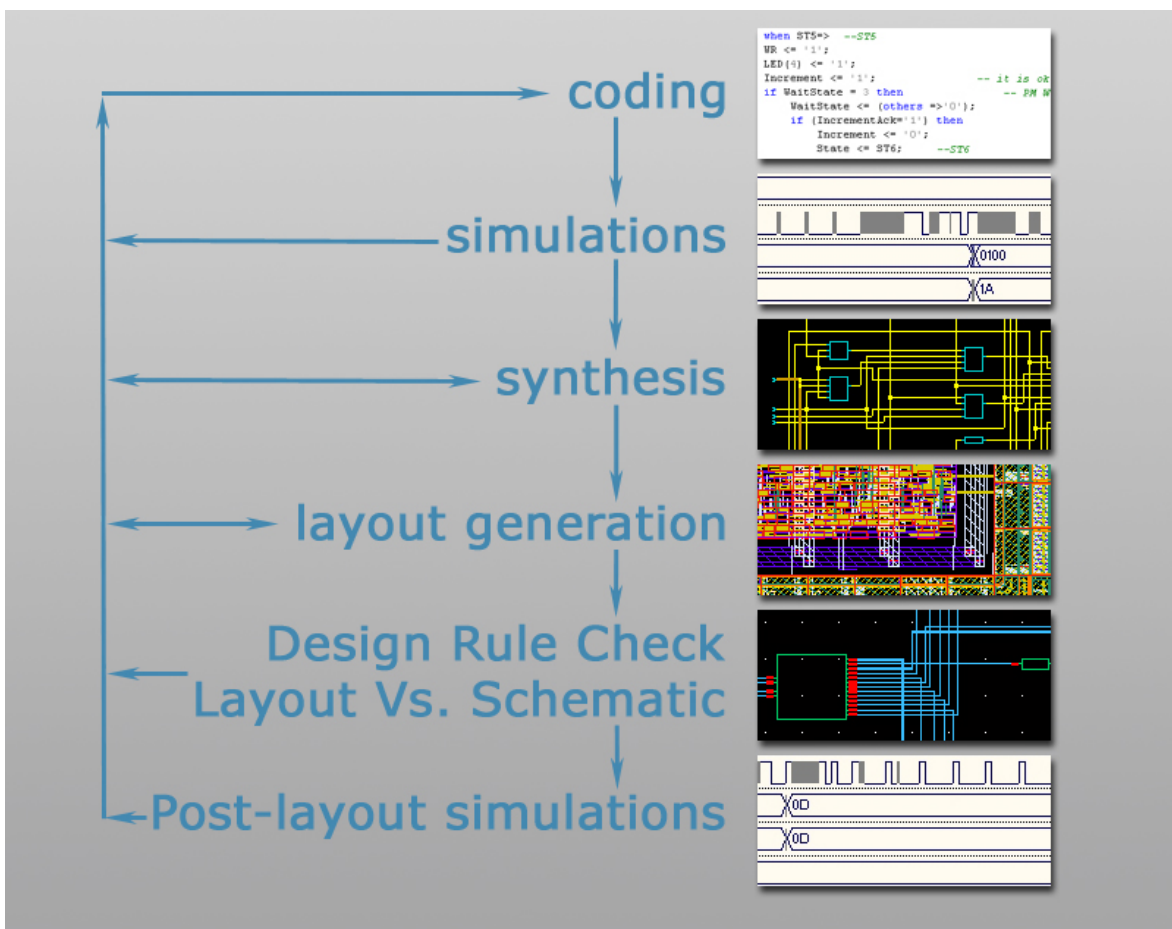 coding
when ST5=> --ST5
WR <= '1';
LED(4) <= '1';
Increment <= '1'; -- it is ok
if WaitState = 3 then -- PM W
WaitState <= (others =>'0');
if (IncrementAck='1') then
Increment <= '0';
State <= ST6; --ST6
simulations
0100
1A
synthesis
layout generation
Design Rule Check
Layout Vs. Schematic
Post-layout simulations
0D
0D